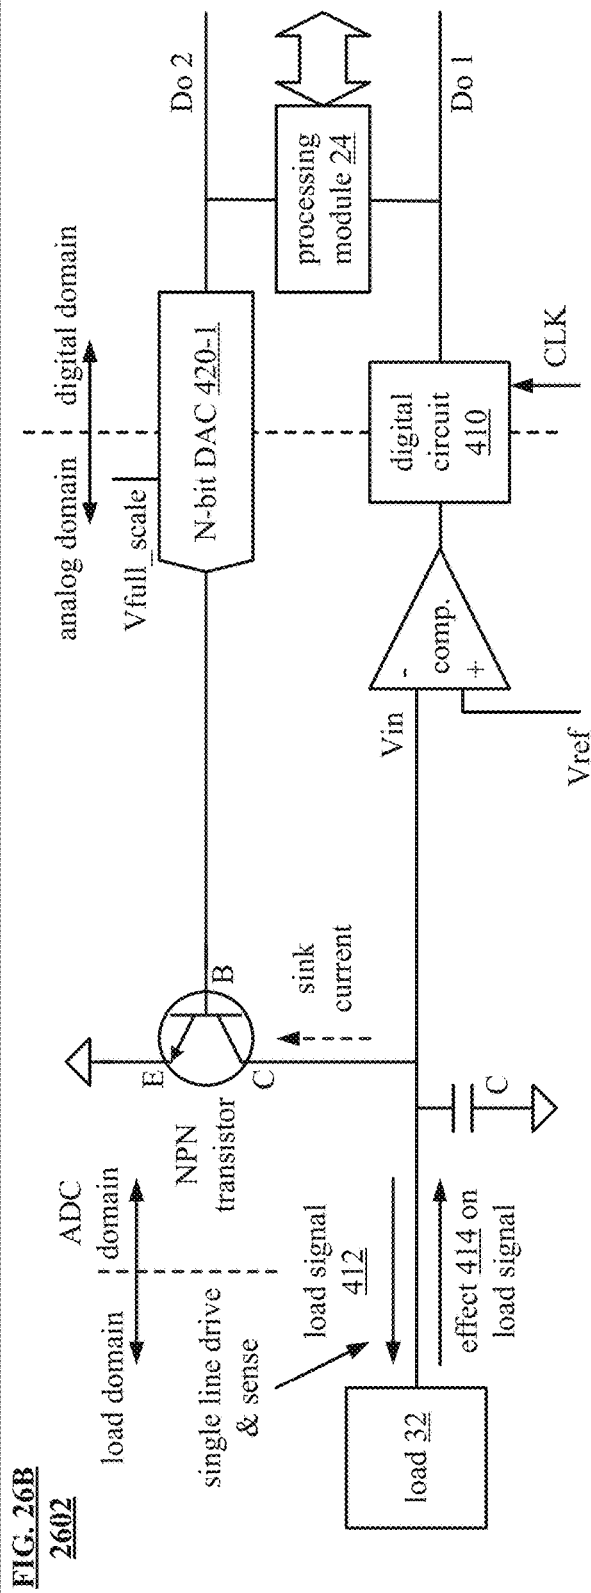 FIG. 26B
2602
load domain
ADC
domain
analog domain
digital domain
single line drive
& sense
NPN
transistor
E
B
C
Vfull_scale
N-bit DAC 420-1
Do 2
sink
current
processing
module 24
load signal
412
load 32
effect 414 on
load signal
C
Vin
Vref
-
+
comp.
digital
circuit
410
CLK
Do 1